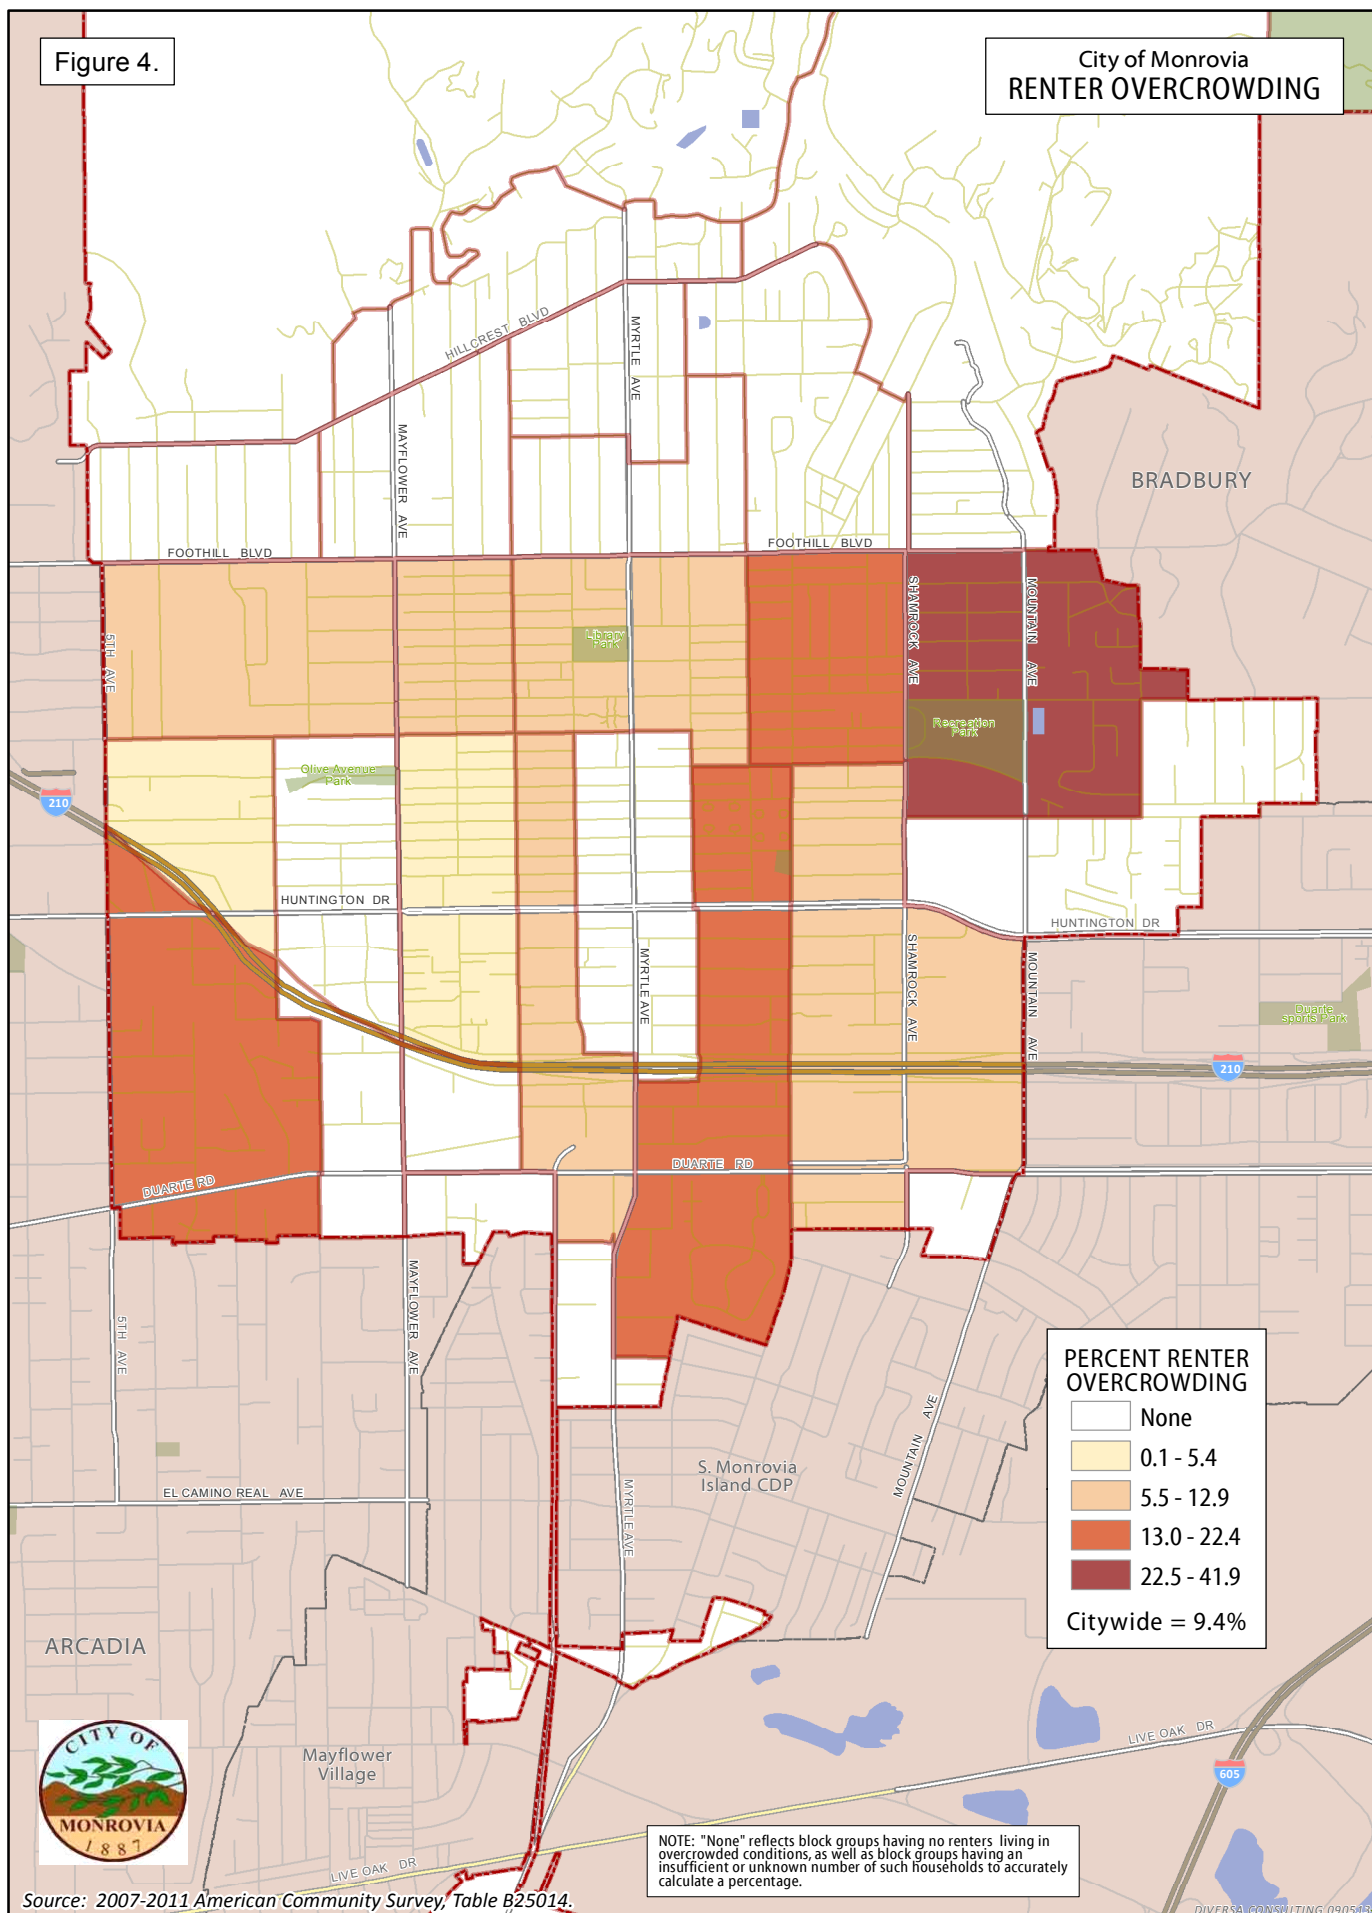 Figure 4.
City of Monrovia
RENTER OVERCROWDING
HILLCREST BLVD
MYRTLE AVE
MAYFLOWER AVE
BRADBURY
FOOTHILL BLVD
FOOTHILL BLVD
5TH AVE
Library
Park
SHAMROCK AVE
MOUNTAIN AVE
Recreation
Park
Olive Avenue
Park
210
HUNTINGTON DR
HUNTINGTON DR
MYRTLE AVE
SHAMROCK AVE
MOUNTAIN AVE
Duarte
sports Park
210
DUARTE RD
DUARTE RD
5TH AVE
MAYFLOWER AVE
PERCENT RENTER
OVERCROWDING
None
0.1 - 5.4
5.5 - 12.9
13.0 - 22.4
22.5 - 41.9
Citywide = 9.4%
MOUNTAIN AVE
S. Monrovia
Island CDP
EL CAMINO REAL AVE
MYRTLE AVE
ARCADIA
CITY OF
MONROVIA
1887
Mayflower
Village
LIVE OAK DR
605
LIVE OAK DR
NOTE: "None" reflects block groups having no renters living in
overcrowded conditions, as well as block groups having an
insufficient or unknown number of such households to accurately
calculate a percentage.
Source: 2007-2011 American Community Survey, Table B25014.
DIVERSA CONSULTING